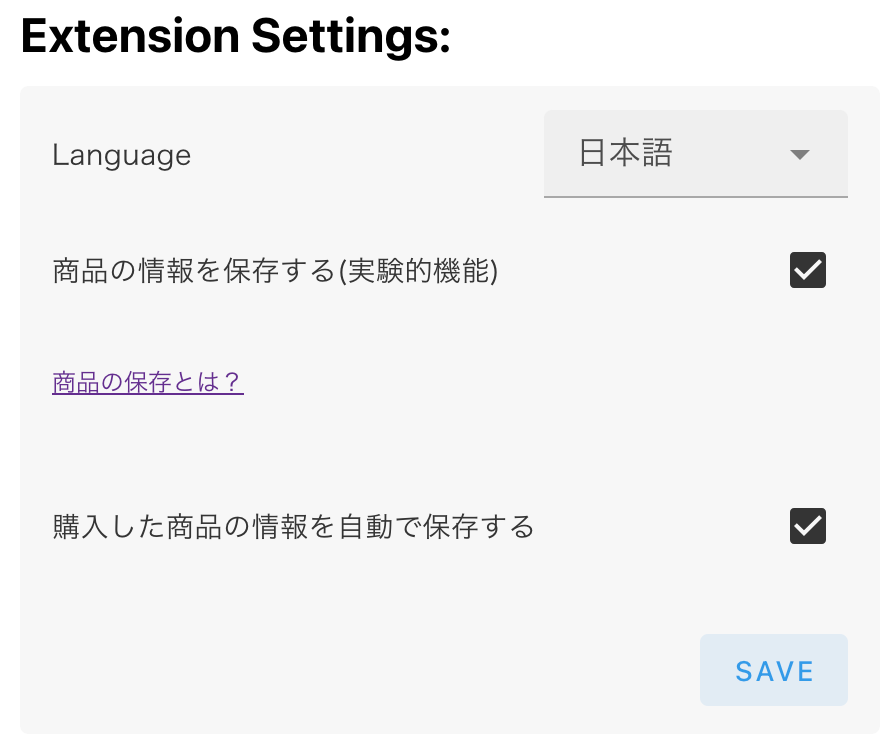 Extension Settings:
Language
日本語
商品の情報を保存する(実験的機能)
商品の保存とは？
購入した商品の情報を自動で保存する
SAVE